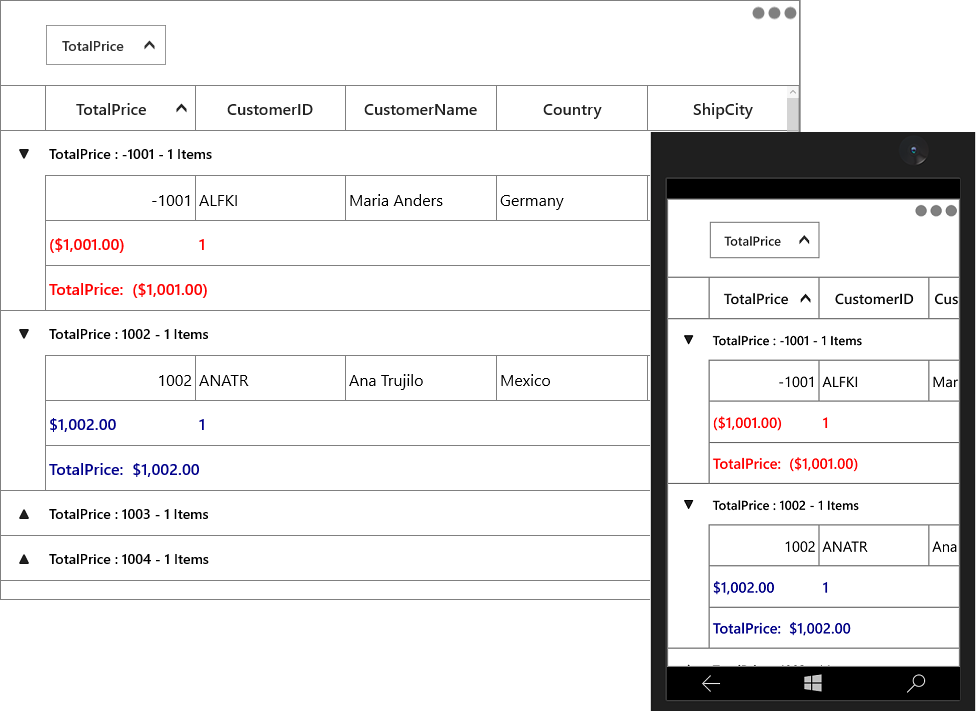 TotalPrice
TotalPrice CustomerID CustomerName Country ShipCity
TotalPrice : -1001 - 1 Items
-1001 ALFKI Maria Anders Germany
($1,001.00) 1
TotalPrice: ($1,001.00)
TotalPrice : 1002 - 1 Items
1002 ANATR Ana Trujilo Mexico
$1,002.00 1
TotalPrice: $1,002.00
TotalPrice : 1003 - 1 Items
TotalPrice : 1004 - 1 Items
TotalPrice
TotalPrice CustomerID Cus
TotalPrice : -1001 - 1 Items
-1001 ALFKI Mar
($1,001.00) 1
TotalPrice: ($1,001.00)
TotalPrice : 1002 - 1 Items
1002 ANATR Ana
$1,002.00 1
TotalPrice: $1,002.00